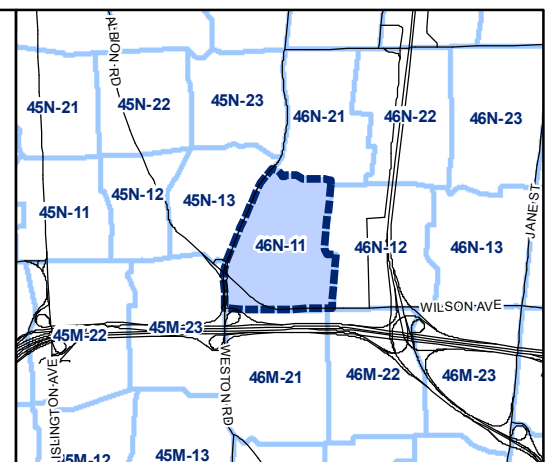 ALBION RD
45N-21
45N-22
45N-23
46N-21
46N-22
46N-23
45N-11
45N-12
45N-13
46N-11
46N-12
46N-13
JANE ST
WILSON AVE
45M-22
45M-23
46M-21
46M-22
46M-23
WESTON RD
ISLINGTON AVE
45M-12
45M-13